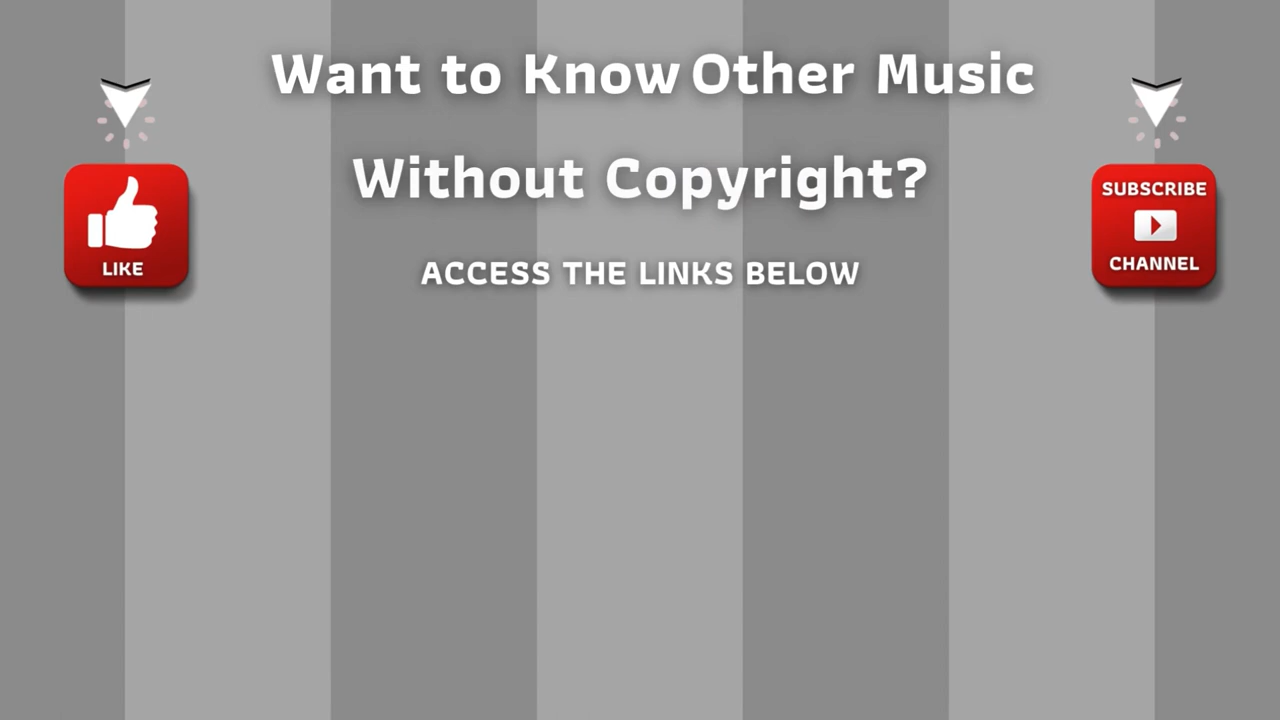 Want to Know Other Music
Without Copyright?
ACCESS THE LINKS BELOW
LIKE
SUBSCRIBE
CHANNEL